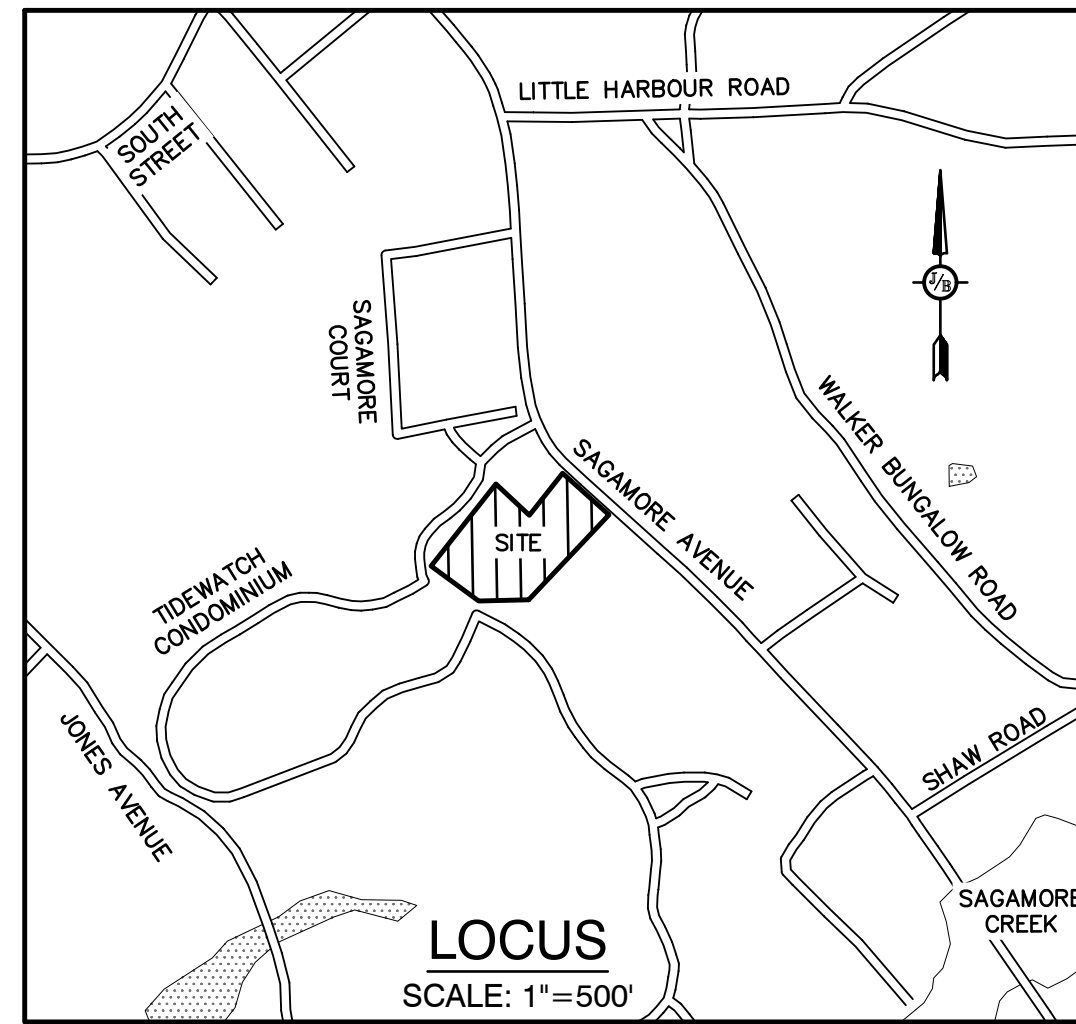 LITTLE HARBOUR ROAD
SOUTH
STREET
J/B
SAGAMORE
COURT
WALKER BUNGALOW ROAD
SAGAMORE AVENUE
SITE
TIDEWATCH
CONDOMINIUM
JONES AVENUE
SHAW ROAD
SAGAMORE
CREEK
LOCUS
SCALE: 1"=500'